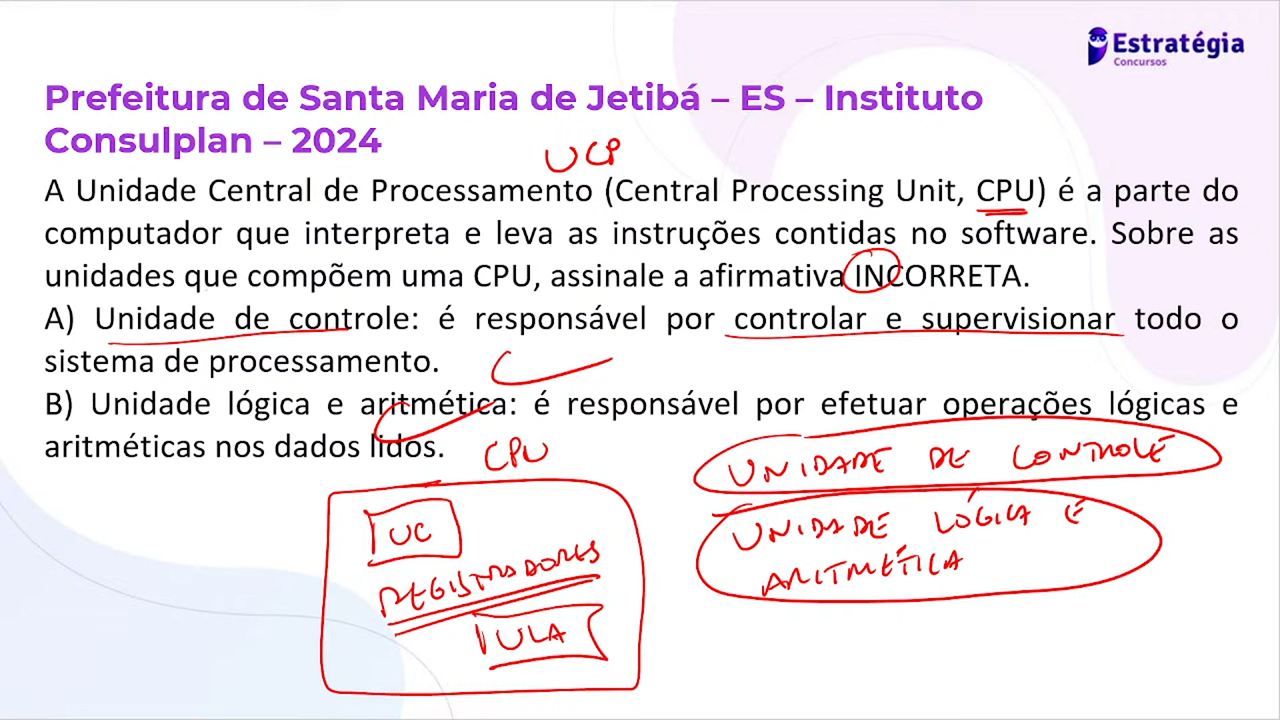 Estratégia
Concursos
Prefeitura de Santa Maria de Jetibá – ES – Instituto
Consulplan – 2024
UCP
A Unidade Central de Processamento (Central Processing Unit, CPU) é a parte do
computador que interpreta e leva as instruções contidas no software. Sobre as
unidades que compõem uma CPU, assinale a afirmativa INCORRETA.
A) Unidade de controle: é responsável por controlar e supervisionar todo o
sistema de processamento.
B) Unidade lógica e aritmética: é responsável por efetuar operações lógicas e
aritméticas nos dados lidos.
CPU
UC
REGISTRADORES
ULA
UNIDADE DE CONTROLE
UNIDADE LÓGICA E
ARITMÉTICA